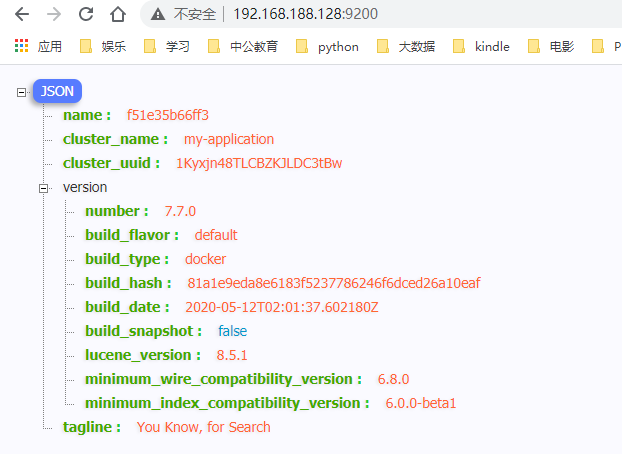 不安全 | 192.168.188.128:9200
应用 娱乐 学习 中公教育 python 大数据 kindle 电影 P
JSON
name : f51e35b66ff3
cluster_name : my-application
cluster_uuid : 1Kyxjn48TLCBZKJLDC3tBw
version
number : 7.7.0
build_flavor : default
build_type : docker
build_hash : 81a1e9eda8e6183f5237786246f6dced26a10eaf
build_date : 2020-05-12T02:01:37.602180Z
build_snapshot : false
lucene_version : 8.5.1
minimum_wire_compatibility_version : 6.8.0
minimum_index_compatibility_version : 6.0.0-beta1
tagline : You Know, for Search